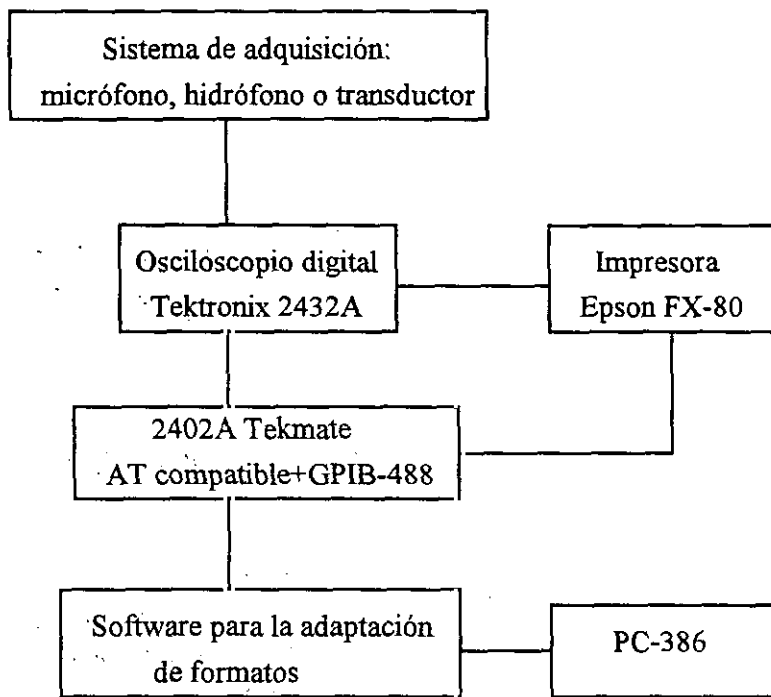 Sistema de adquisición:
micrófono, hidrófono o transductor
Osciloscopio digital
Tektronix 2432A
Impresora
Epson FX-80
2402A Tekmate
AT compatible+GPIB-488
Software para la adaptación
de formatos
PC-386